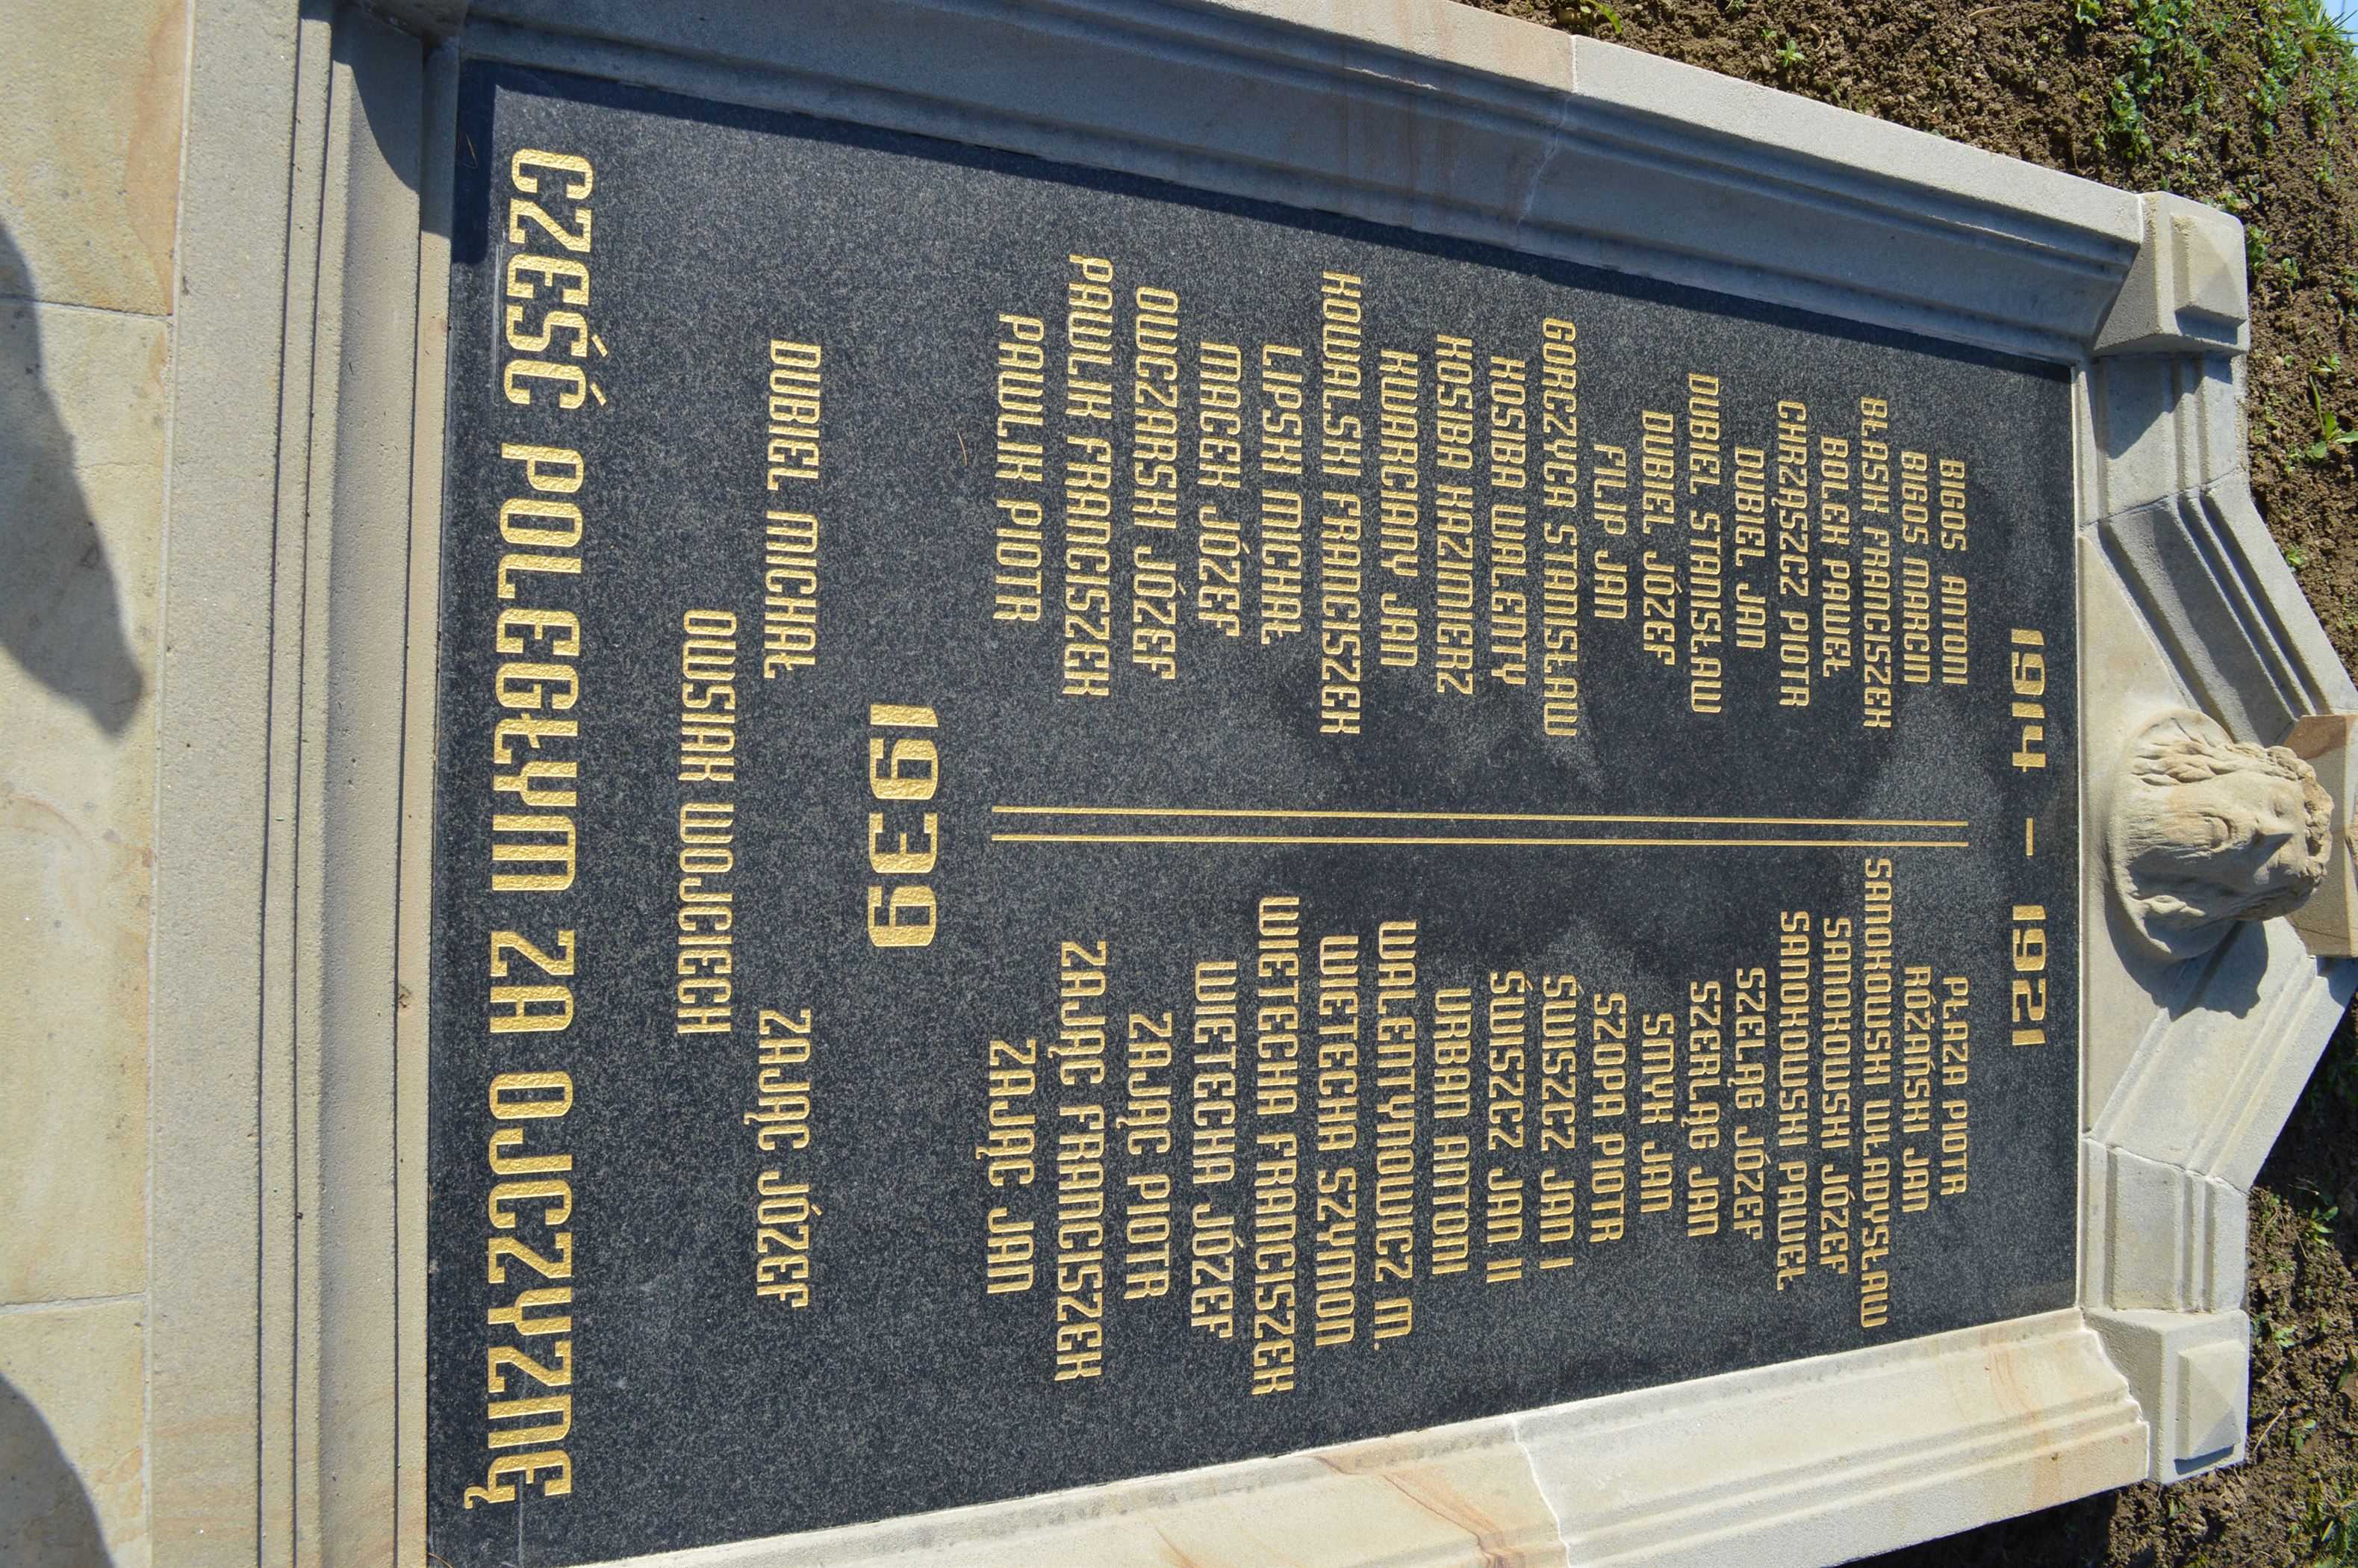 1914 - 1921
BIGOS ANTONI
BIGOS MARCIN
BŁASIK FRANCISZEK
BOLEK PAWEŁ
CHRZĄSZCZ PIOTR
DUBIEL JAN
DUBIEL STANISŁAW
DUBIEL JÓZEF
FILIP JAN
GORCZYCA STANISŁAW
KOSIBA WALENTY
KOSIBA KAZIMIERZ
KWARCIANY JAN
KOWALSKI FRANCISZEK
LIPSKI MICHAŁ
MACEK JÓZEF
OWCZARSKI JÓZEF
PAWLIK FRANCISZEK
PAWLIK PIOTR
PŁAZA PIOTR
RÓŻAŃSKI JAN
SANOKOWSKI WŁADYSŁAW
SANOKOWSKI JÓZEF
SANOKOWSKI PAWEŁ
SZELĄG JÓZEF
SZERLĄG JAN
SMYK JAN
SZOPA PIOTR
ŚWISZCZ JAN I
ŚWISZCZ JAN II
URBAN ANTONI
WALENTYNOWICZ M.
WIETECHA SZYMON
WIETECHA FRANCISZEK
WIETECHA JÓZEF
ZAJĄC PIOTR
ZAJĄC FRANCISZEK
ZAJĄC JAN
1939
DUBIEL MICHAŁ ZAJĄC JÓZEF
OWSIAK WOJCIECH
CZEŚĆ POLEGŁYM ZA OJCZYZNĘ